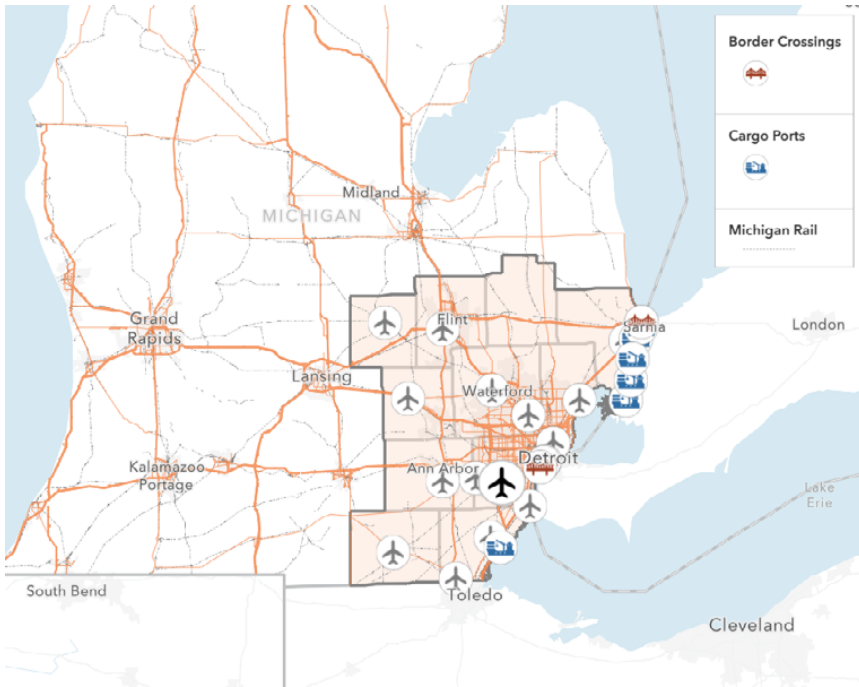 Border Crossings
Cargo Ports
Michigan Rail
Midland
MICHIGAN
Flint
Sarnia
London
Grand
Rapids
Lansing
Waterford
Detroit
Ann Arbor
Kalamazoo
Portage
Lake
Erie
South Bend
Toledo
Cleveland